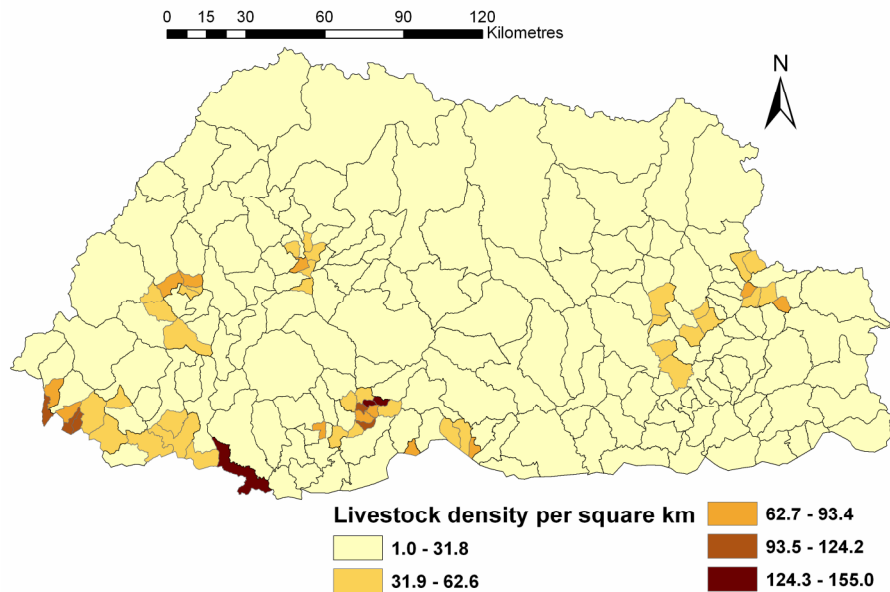 0 15 30 60 90 120
Kilometres
N
Livestock density per square km
1.0 - 31.8
31.9 - 62.6
62.7 - 93.4
93.5 - 124.2
124.3 - 155.0